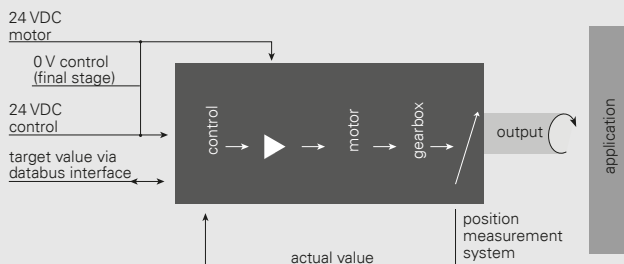 24 VDC
motor
0 V control
(final stage)
24 VDC
control
target value via
databus interface
control
motor
gearbox
output
application
position
measurement
system
actual value